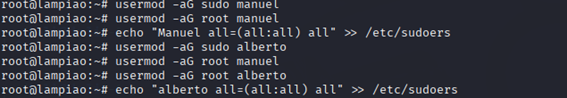 root@lampiao:~# usermod -aG sudo manuel
root@lampiao:~# usermod -aG root manuel
root@lampiao:~# echo "Manuel all=(all:all) all" >> /etc/sudoers
root@lampiao:~# usermod -aG sudo alberto
root@lampiao:~# usermod -aG root manuel
root@lampiao:~# usermod -aG root alberto
root@lampiao:~# echo "alberto all=(all:all) all" >> /etc/sudoers